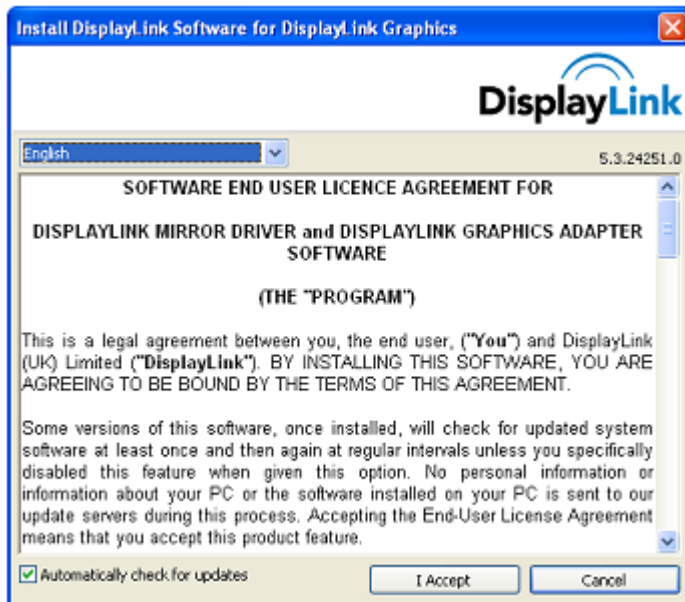 Install DisplayLink Software for DisplayLink Graphics
DisplayLink
English
5.3.24251.0
SOFTWARE END USER LICENCE AGREEMENT FOR
DISPLAYLINK MIRROR DRIVER and DISPLAYLINK GRAPHICS ADAPTER
SOFTWARE
(THE "PROGRAM")
This is a legal agreement between you, the end user, ("You") and DisplayLink
(UK) Limited ("DisplayLink"). BY INSTALLING THIS SOFTWARE, YOU ARE
AGREEING TO BE BOUND BY THE TERMS OF THIS AGREEMENT.
Some versions of this software, once installed, will check for updated system
software at least once and then again at regular intervals unless you specifically
disabled this feature when given this option. No personal information or
information about your PC or the software installed on your PC is sent to our
update servers during this process. Accepting the End-User License Agreement
means that you accept this product feature.
Automatically check for updates
I Accept
Cancel